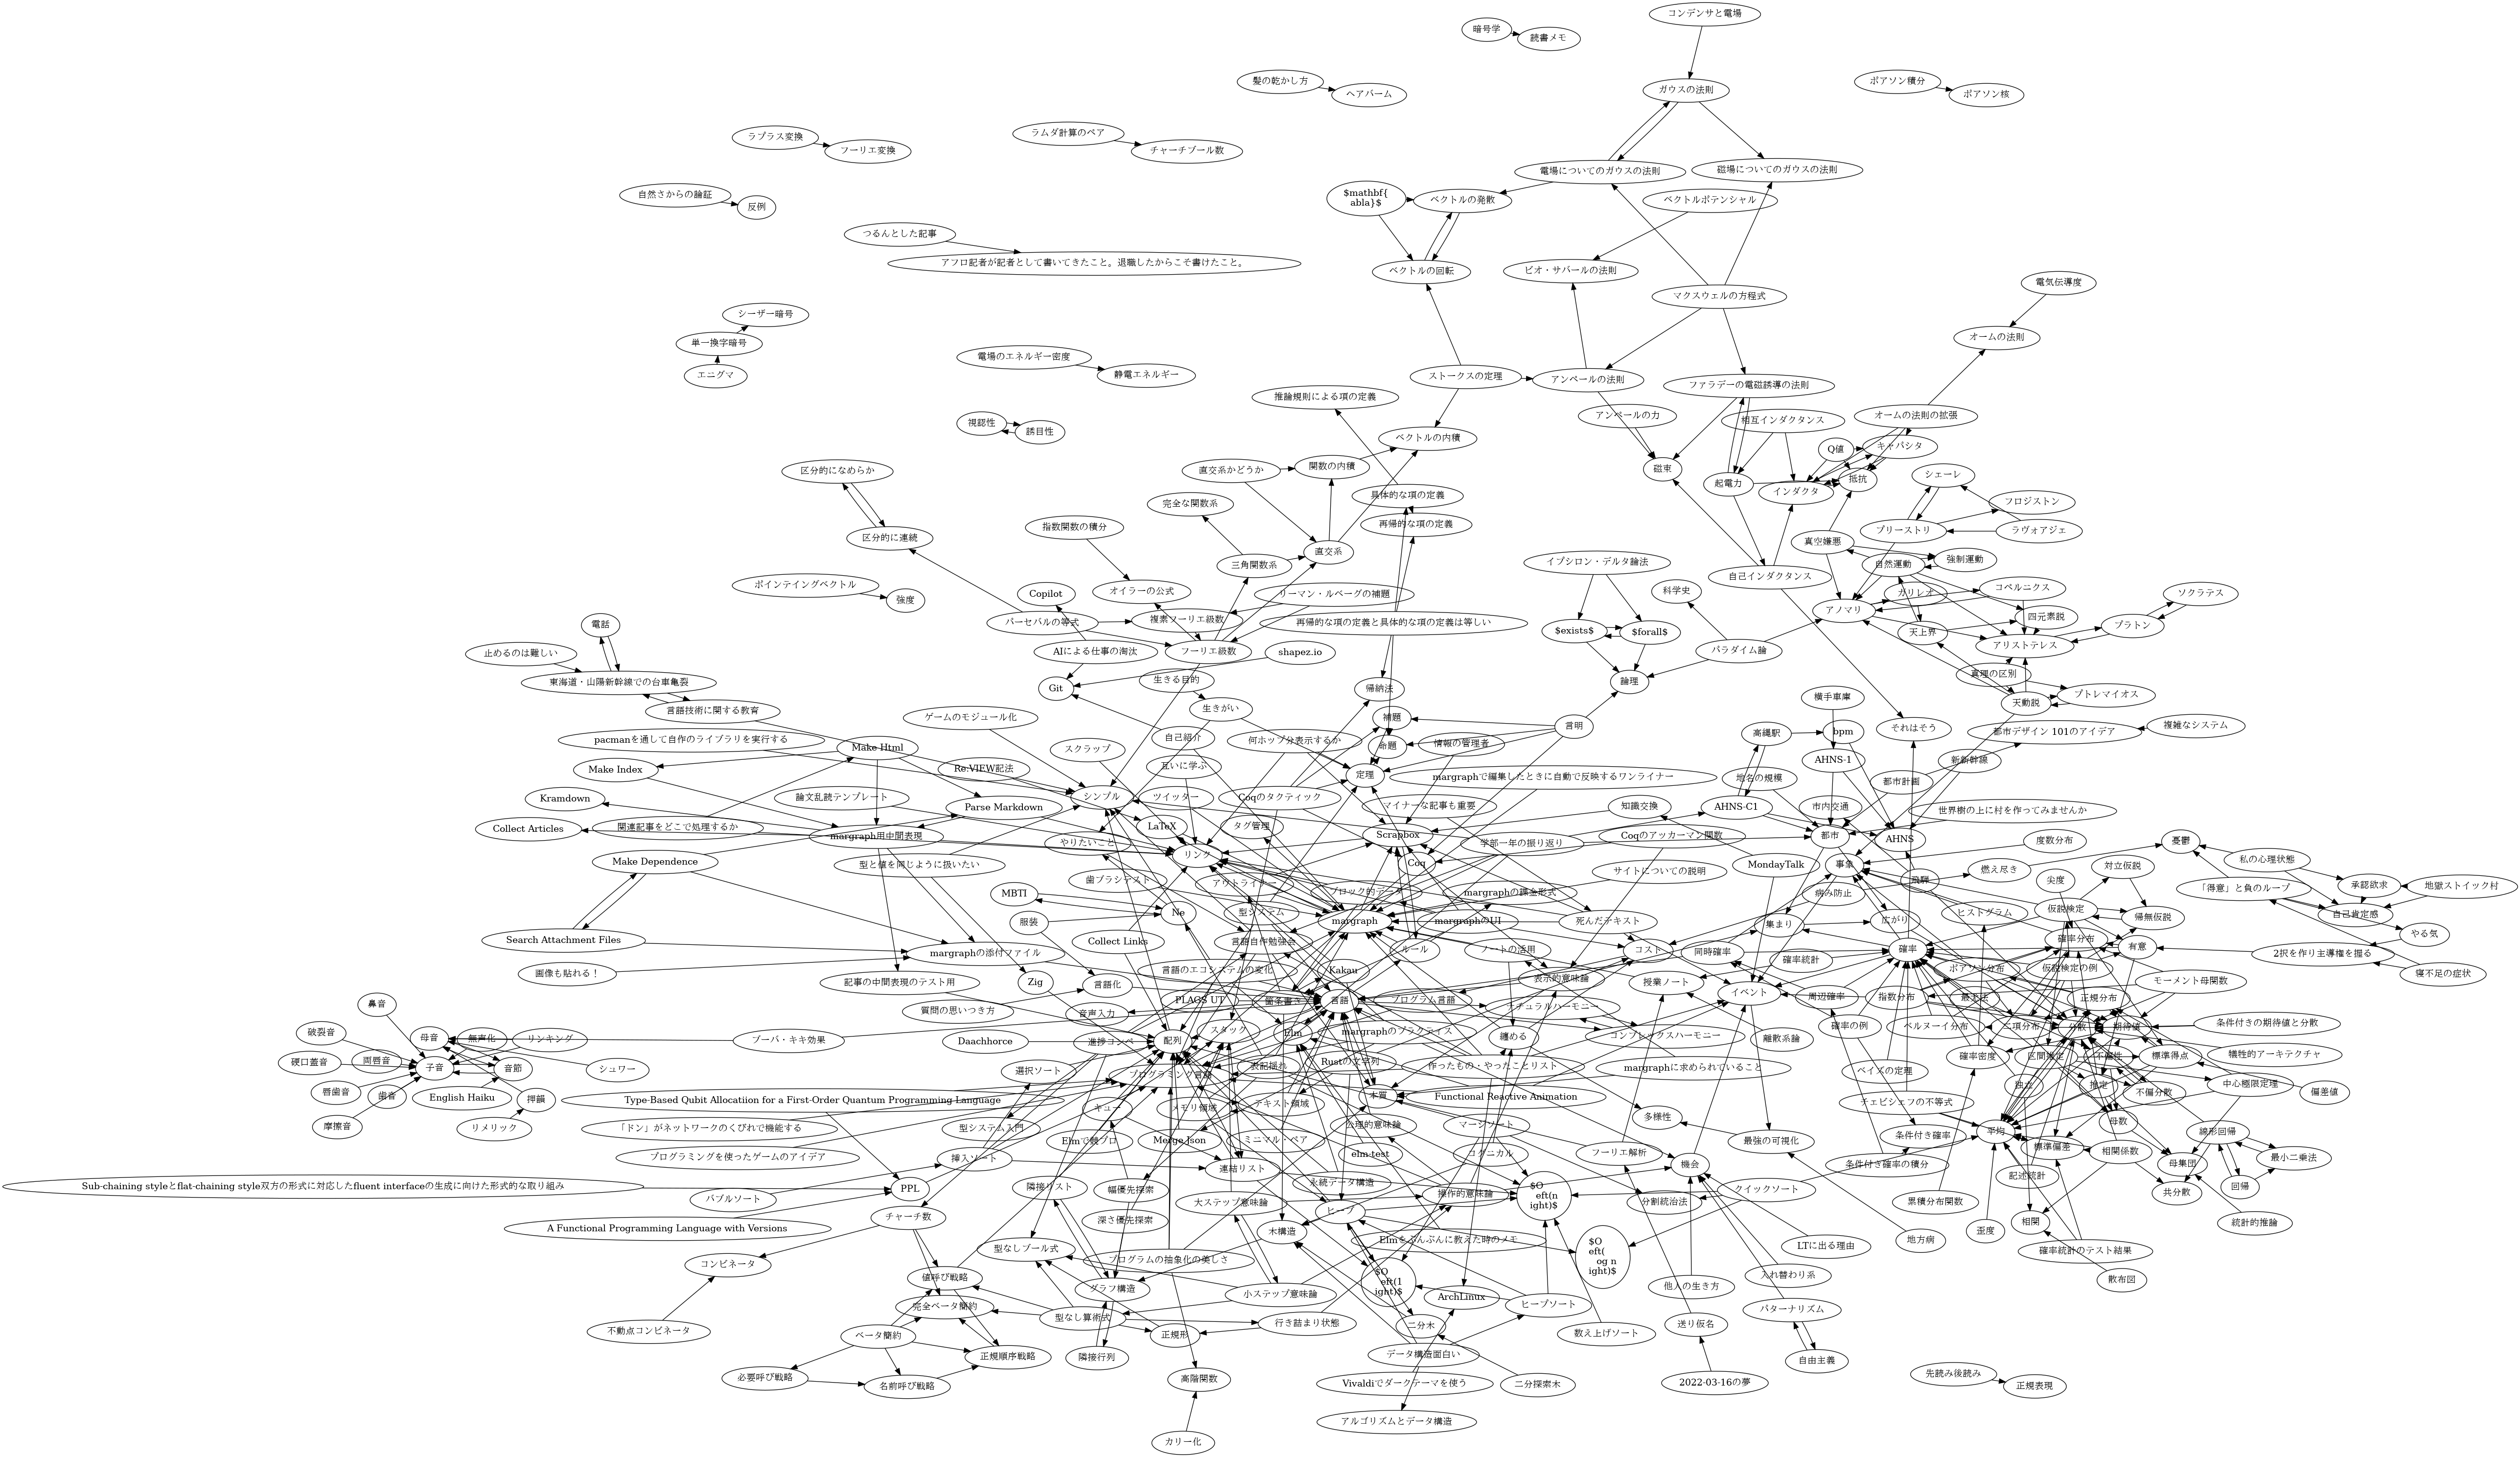 コンデンサと電場
暗号学
読書メモ
髪の乾かし方
ヘアバーム
ガウスの法則
ポアソン積分
ポアソン核
ラプラス変換
フーリエ変換
ラムダ計算のペア
チャーチブール数
電場についてのガウスの法則
磁場についてのガウスの法則
自然さからの論証
反例
$mathbf{
abla}$
ベクトルの発散
ベクトルポテンシャル
つるんとした記事
アフロ記者が記者として書いてきたこと。退職したからこそ書けたこと。
ベクトルの回転
ビオ・サバールの法則
マクスウェルの方程式
電気伝導度
シーザー暗号
単一換字暗号
エニグマ
電場のエネルギー密度
静電エネルギー
オームの法則
ストークスの定理
アンペールの法則
ファラデーの電磁誘導の法則
推論規則による項の定義
アンペールの力
相互インダクタンス
オームの法則の拡張
視認性
誘目性
ベクトルの内積
Q値
キャパシタ
区分的になめらか
直交系かどうか
関数の内積
磁束
起電力
インダクタ
抵抗
シェーレ
完全な関数系
具体的な項の定義
再帰的な項の定義
フロジストン
プリーストリ
ラヴォアジェ
区分的に連続
指数関数の積分
直交系
三角関数系
真空嫌悪
強制運動
自然運動
イプシロン・デルタ論法
自己インダクタンス
ポインテイングベクトル
強度
Copilot
オイラーの公式
リーマン・ルベーグの補題
科学史
コペルニクス
ガリレオ
アノマリ
四元素説
ソクラテス
プラトン
電話
パーセバルの等式
複素フーリエ級数
再帰的な項の定義と具体的な項の定義は等しい
$exists$
$forall$
天上界
アリストテレス
止めるのは難しい
AIによる仕事の淘汰
フーリエ級数
shapez.io
パラダイム論
真理の区別
東海道・山陽新幹線での台車亀裂
Git
生きる目的
帰納法
論理
プトレマイオス
天動説
言語技術に関する教育
ゲームのモジュール化
生きがい
補題
言明
横手車庫
それはそう
都市デザイン 101のアイデア
複雑なシステム
pacmanを通して自作のライブラリを実行する
Make Html
スクラップ
自己紹介
何ホップ分表示するか
命題
情報の管理者
高縄駅
bpm
AHNS-1
新新幹線
Make Index
Re:VIEW記法
互いに学ぶ
定理
margraphで編集したときに自動で反映するワンライナー
地名の規模
都市計画
Kramdown
論文乱読テンプレート
シンプル
ツイッター
Coqのタクティック
マイナーな記事も重要
知識交換
AHNS-C1
市内交通
世界樹の上に村を作ってみませんか
Parse Markdown
Collect Articles
関連記事をどこで処理するか
margraph用中間表現
LaTeX
タグ管理
Scrapbox
学部一年の振り返り
Coqのアッカーマン関数
都市
AHNS
度数分布
憂鬱
やりたいこと
リンク
Coq
MondayTalk
事象
燃え尽き
対立仮説
私の心理状態
Make Dependence
型と値を同じように扱いたい
歯ブラシテスト
アウトライナー
ブロック的データ
margraphの課金形式
サイトについての説明
病み防止
飛騨
尖度
「得意」と負のループ
承認欲求
地獄ストイック村
MBTI
Ne
型システム
margraph
死んだテキスト
集まり
広がり
ヒストグラム
仮説検定
帰無仮説
自己肯定感
服装
Collect Links
言語自作勉強会
margraphのUI
ルール
ノートの活用
コスト
同時確率
確率
確率分布
有意
2択を作り主導権を握る
やる気
Search Attachment Files
margraphの添付ファイル
画像も貼れる！
言語のエコシステムの変化
Kakau
表示的意味論
確率統計
ポアソン分布
仮説検定の例
寝不足の症状
記事の中間表現のテスト用
Zig
言語化
質問の思いつき方
PLAGS UT
箇条書き
言語
プログラム言語
授業ノート
イベント
周辺確率
指数分布
最尤法
正規分布
モーメント母関数
鼻音
破裂音
母音
無声化
リンキング
ブーバ・キキ効果
音声入力
スタック
Elm
margraphのプラクティス
ナチュラルハーモニー
コンプレックスハーモニー
纏める
離散系論
確率の例
ベルヌーイ分布
二項分布
分散
期待値
条件付きの期待値と分散
硬口蓋音
両唇音
子音
音節
シュワー
Daachhorce
進捗コンペ
配列
Rustの文字列
作ったもの・やったことリスト
margraphに求められていること
ベイズの定理
確率密度
区間推定
不偏性
標準得点
犠牲的アーキテクチャ
唇歯音
歯音
English Haiku
押韻
選択ソート
プログラミング言語
表記揺れ
本質
Functional Reactive Animation
独立
推定
不偏分散
中心極限定理
偏差値
摩擦音
リメリック
Type-Based Qubit Allocatiion for a First-Order Quantum Programming Language
キュー
メモリ領域
テキスト領域
多様性
最強の可視化
チェビシェフの不等式
母数
「ドン」がネットワークのくびれで機能する
型システム入門
Elmで競プロ
Merge Json
ミニマル・ペア
公理的意味論
マージソート
条件付き確率
平均
標準偏差
相関係数
線形回帰
プログラミングを使ったゲームのアイデア
挿入ソート
連結リスト
elm-test
コクニカル
フーリエ解析
機会
条件付き確率の積分
記述統計
母集団
最小二乗法
Sub-chaining styleとflat-chaining style双方の形式に対応したfluent interfaceの生成に向けた形式的な取り組み
PPL
バブルソート
隣接リスト
幅優先探索
永続データ構造
操作的意味論
$O
eft(n
ight)$
分割統治法
クイックソート
累積分布関数
共分散
回帰
A Functional Programming Language with Versions
チャーチ数
深さ優先探索
大ステップ意味論
ヒープ
木構造
相関
歪度
統計的推論
コンビネータ
型なしブール式
プログラムの抽象化の美しさ
Elmをぶんぶんに教えた時のメモ
$O
eft(
og n
ight)$
LTに出る理由
地方病
確率統計のテスト結果
値呼び戦略
グラフ構造
小ステップ意味論
$O
eft(1
ight)$
ArchLinux
他人の生き方
入れ替わり系
散布図
完全ベータ簡約
型なし算術式
ヒープソート
パターナリズム
不動点コンビネータ
ベータ簡約
正規形
行き詰まり状態
二分木
数え上げソート
送り仮名
正規順序戦略
隣接行列
データ構造面白い
自由主義
必要呼び戦略
名前呼び戦略
高階関数
Vivaldiでダークテーマを使う
二分探索木
2022-03-16の夢
先読み後読み
正規表現
アルゴリズムとデータ構造
カリー化